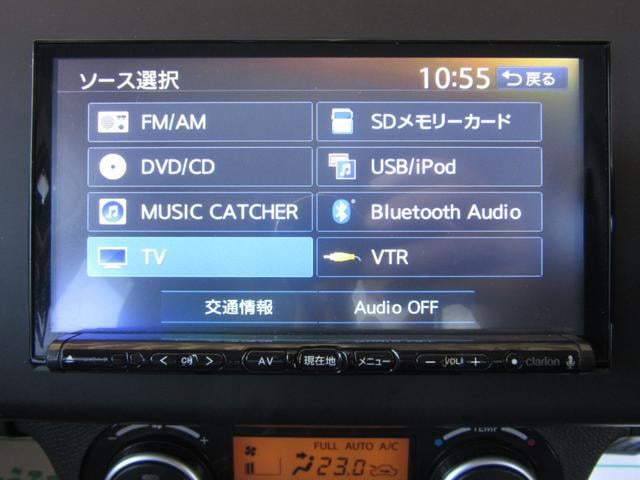 ソース選択 10:55 戻る
FM/AM SDメモリーカード
DVD/CD USB/iPod
MUSIC CATCHER Bluetooth Audio
TV VTR
交通情報 Audio OFF
CH AV 現在地 メニュー − VOL + clarion
FULL AUTO A/C TEMP
23.0